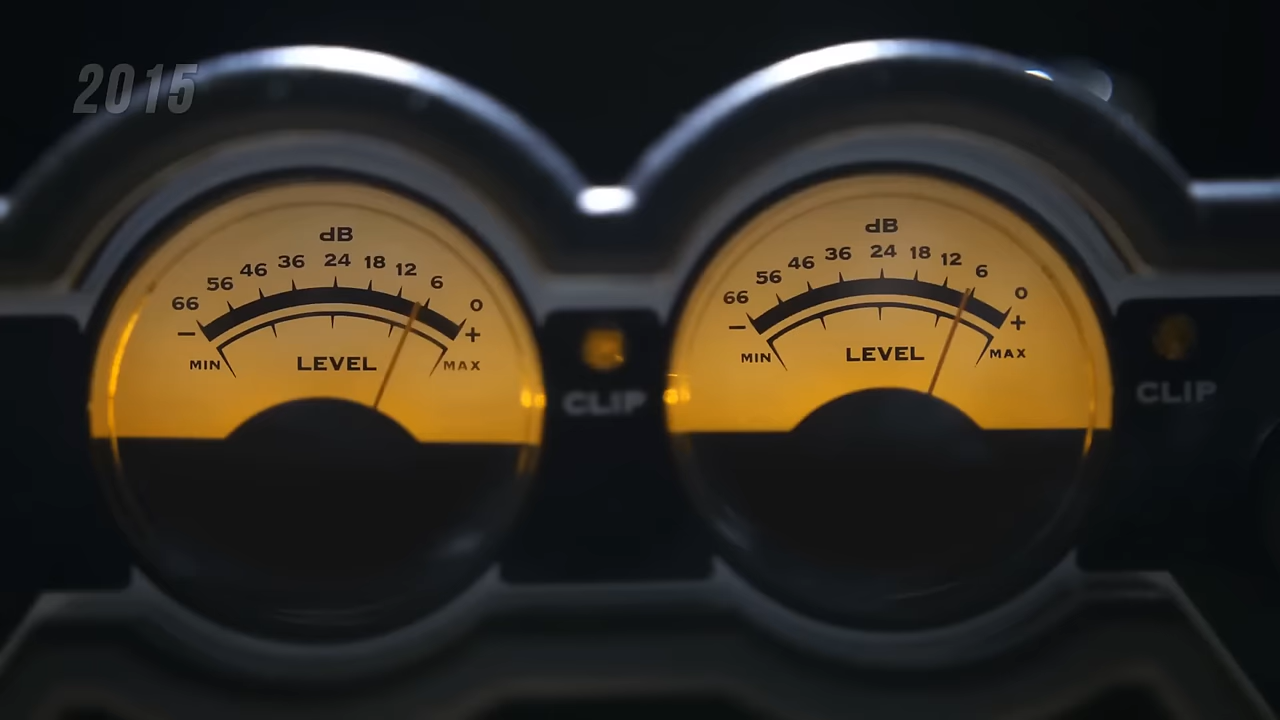 2015
dB
66 56 46 36 24 18 12 6 0
− +
MIN LEVEL MAX
CLIP
dB
66 56 46 36 24 18 12 6 0
− +
MIN LEVEL MAX
CLIP